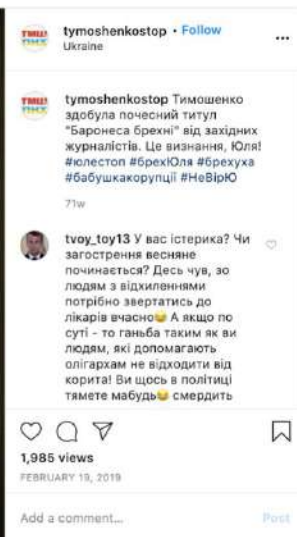 tymoshenkostop • Follow
Ukraine
tymoshenkostop Тимошенко
здобула почесний титул
"Баронеса брехні" від західних
журналістів. Це визнання, Юля!
#юлестоп #брехЮля #брехуха
#бабушкакорупції #НеВірЮ
71w
tvoy_toy13 У вас істерика? Чи
загострення весняне
починається? Десь чув, зо
людям з відхиленнями
потрібно звертатись до
лікарів вчасно😂 А якщо по
суті - то ганьба таким як ви
людям, які допомагають
олігархам не відходити від
корита! Ви щось в політиці
тямете мабудь😂 смердить
1,985 views
FEBRUARY 19, 2019
Add a comment...
Post